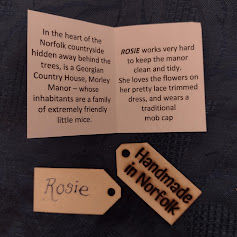 In the heart of the
Norfolk countryside
hidden away behind the
trees, is a Georgian
Country House, Morley
Manor – whose
inhabitants are a family
of extremely friendly
little mice.
ROSIE works very hard
to keep the manor
clean and tidy.
She loves the flowers on
her pretty lace trimmed
dress, and wears a
traditional
mob cap
Rosie
Handmade
in Norfolk